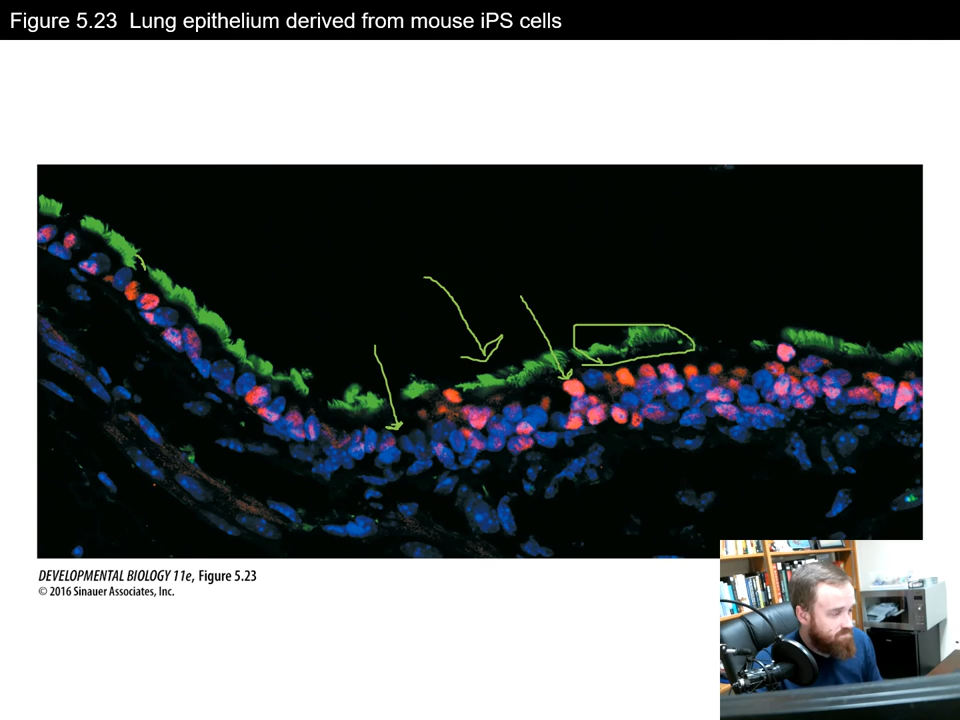 Figure 5.23 Lung epithelium derived from mouse iPS cells
DEVELOPMENTAL BIOLOGY 11e, Figure 5.23
© 2016 Sinauer Associates, Inc.